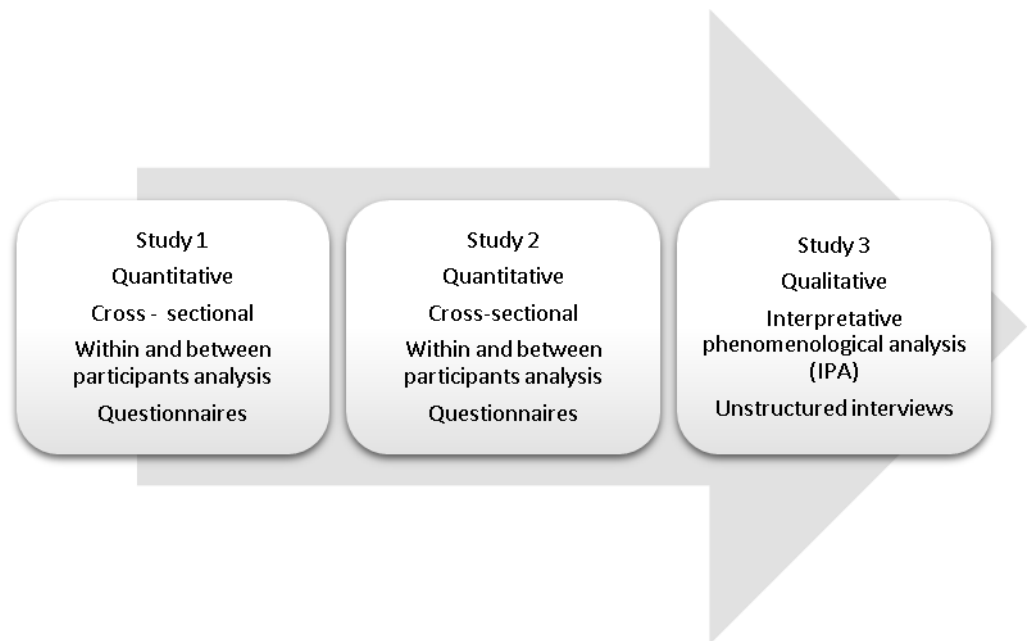 Study 1
Quantitative
Cross - sectional
Within and between
participants analysis
Questionnaires
Study 2
Quantitative
Cross-sectional
Within and between
participants analysis
Questionnaires
Study 3
Qualitative
Interpretative
phenomenological analysis
(IPA)
Unstructured interviews